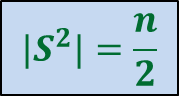 |S²| = n/2